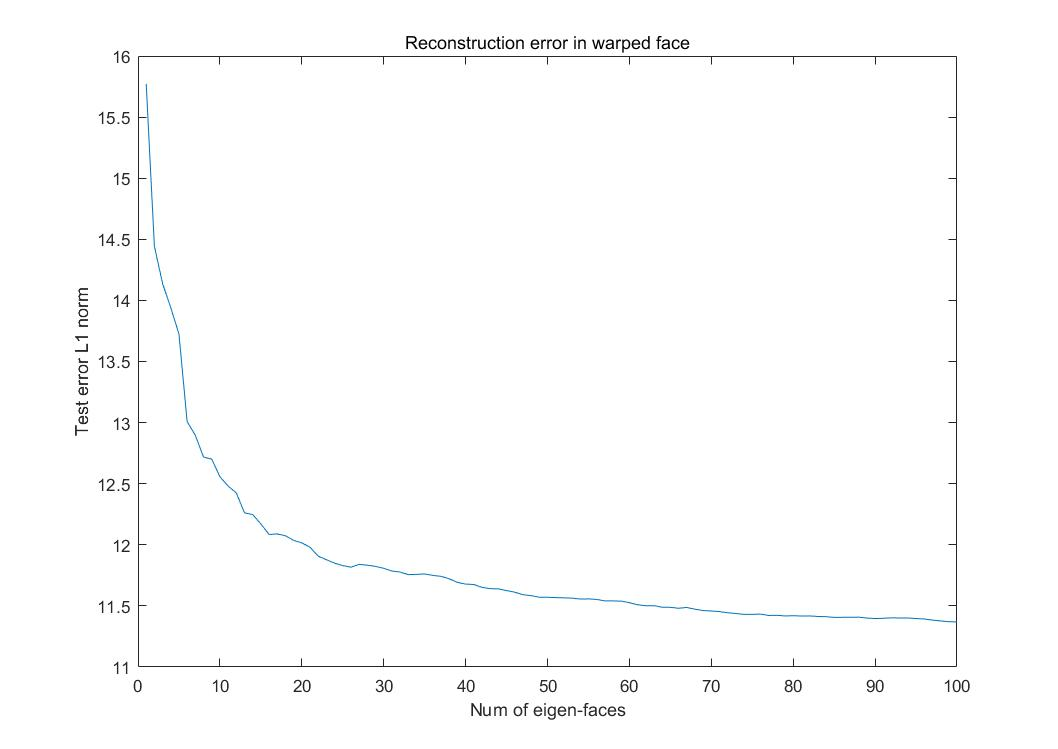 Reconstruction error in warped face
16
15.5
15
14.5
14
13.5
13
12.5
12
11.5
11
Test error L1 norm
0 10 20 30 40 50 60 70 80 90 100
Num of eigen-faces